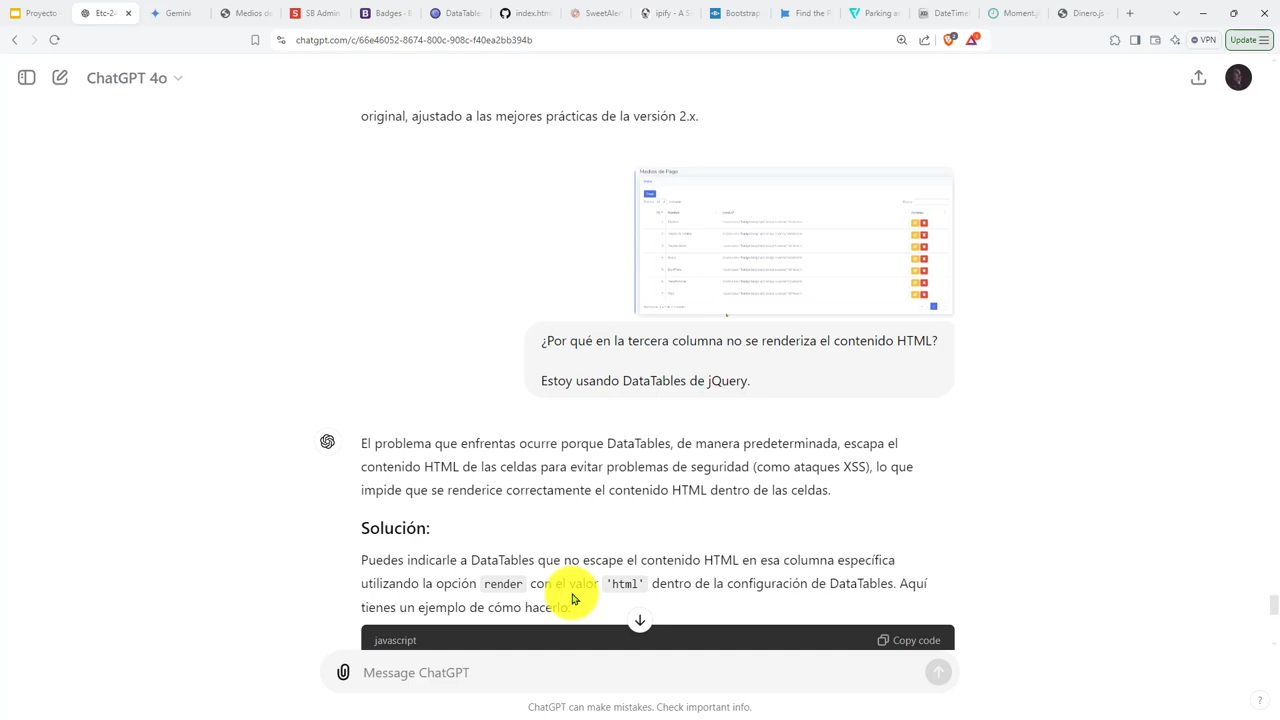 Proyecto
Etc-24
Gemini
Medios de
SB Admin
Badges - B
DataTable
index.htm
SweetAler
ipify - A S
Bootstrap
Find the P
Parking an
DateTime
Moment.js
Dinero.js
chatgpt.com/c/66e46052-8674-800c-908c-f40ea2bb394b
VPN
Update
ChatGPT 4o
original, ajustado a las mejores prácticas de la versión 2.x.
Medios de Pago
¿Por qué en la tercera columna no se renderiza el contenido HTML?
Estoy usando DataTables de jQuery.
El problema que enfrentas ocurre porque DataTables, de manera predeterminada, escapa el
contenido HTML de las celdas para evitar problemas de seguridad (como ataques XSS), lo que
impide que se renderice correctamente el contenido HTML dentro de las celdas.
Solución:
Puedes indicarle a DataTables que no escape el contenido HTML en esa columna específica
utilizando la opción render con el valor 'html' dentro de la configuración de DataTables. Aquí
tienes un ejemplo de cómo hacerlo:
javascript
Copy code
Message ChatGPT
ChatGPT can make mistakes. Check important info.
?